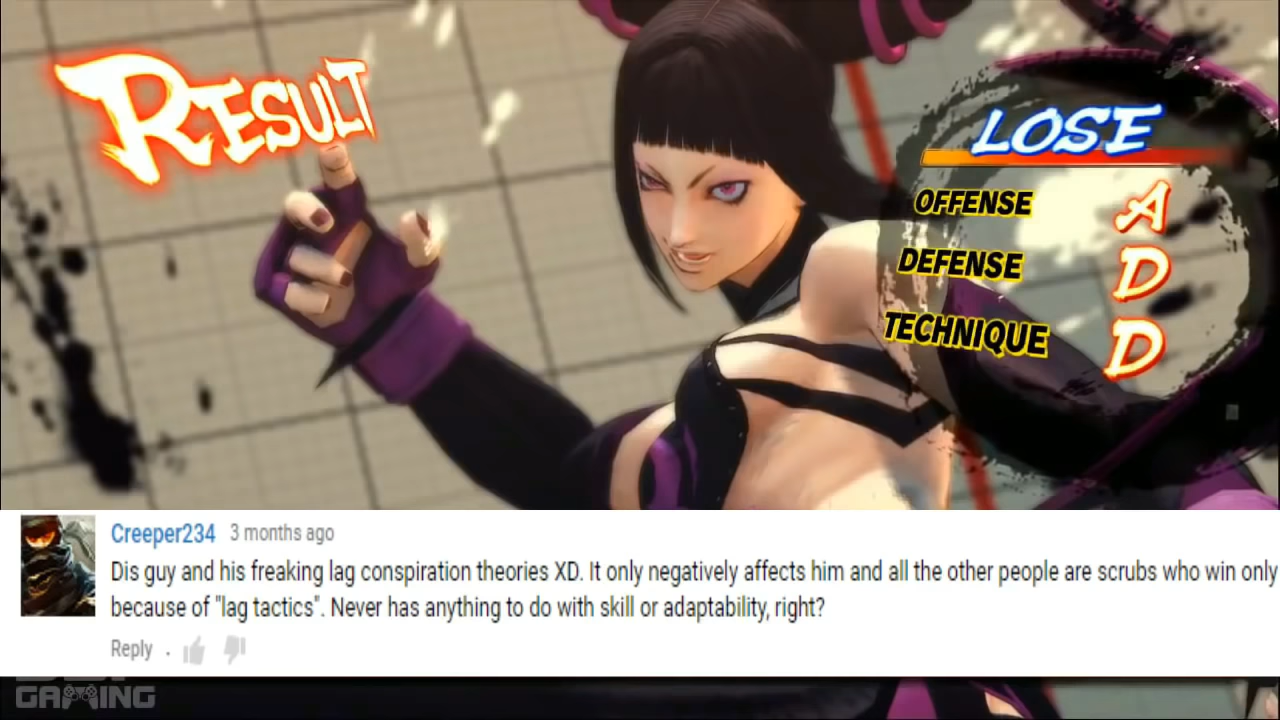 RESULT
LOSE
OFFENSE A
DEFENSE D
TECHNIQUE D
Creeper234 3 months ago
Dis guy and his freaking lag conspiration theories XD. It only negatively affects him and all the other people are scrubs who win only
because of "lag tactics". Never has anything to do with skill or adaptability, right?
Reply .
GAMING